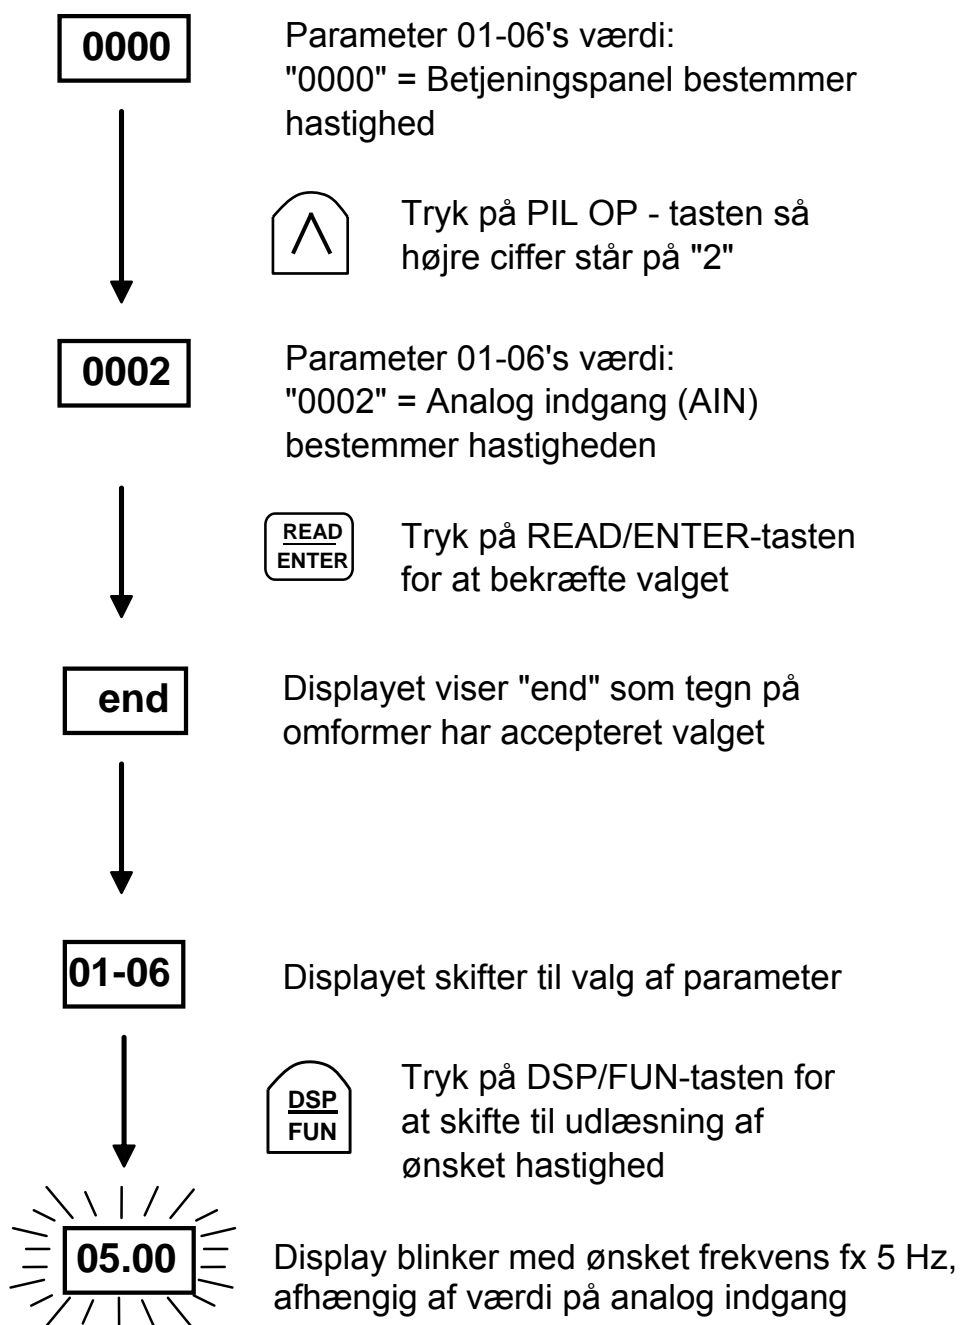 0000
Parameter 01-06's værdi:
"0000" = Betjeningspanel bestemmer
hastighed
Tryk på PIL OP - tasten så
højre ciffer står på "2"
0002
Parameter 01-06's værdi:
"0002" = Analog indgang (AIN)
bestemmer hastigheden
READ
ENTER
Tryk på READ/ENTER-tasten
for at bekræfte valget
end
Displayet viser "end" som tegn på
omformer har accepteret valget
01-06
Displayet skifter til valg af parameter
DSP
FUN
Tryk på DSP/FUN-tasten for
at skifte til udlæsning af
ønsket hastighed
05.00
Display blinker med ønsket frekvens fx 5 Hz,
afhængig af værdi på analog indgang